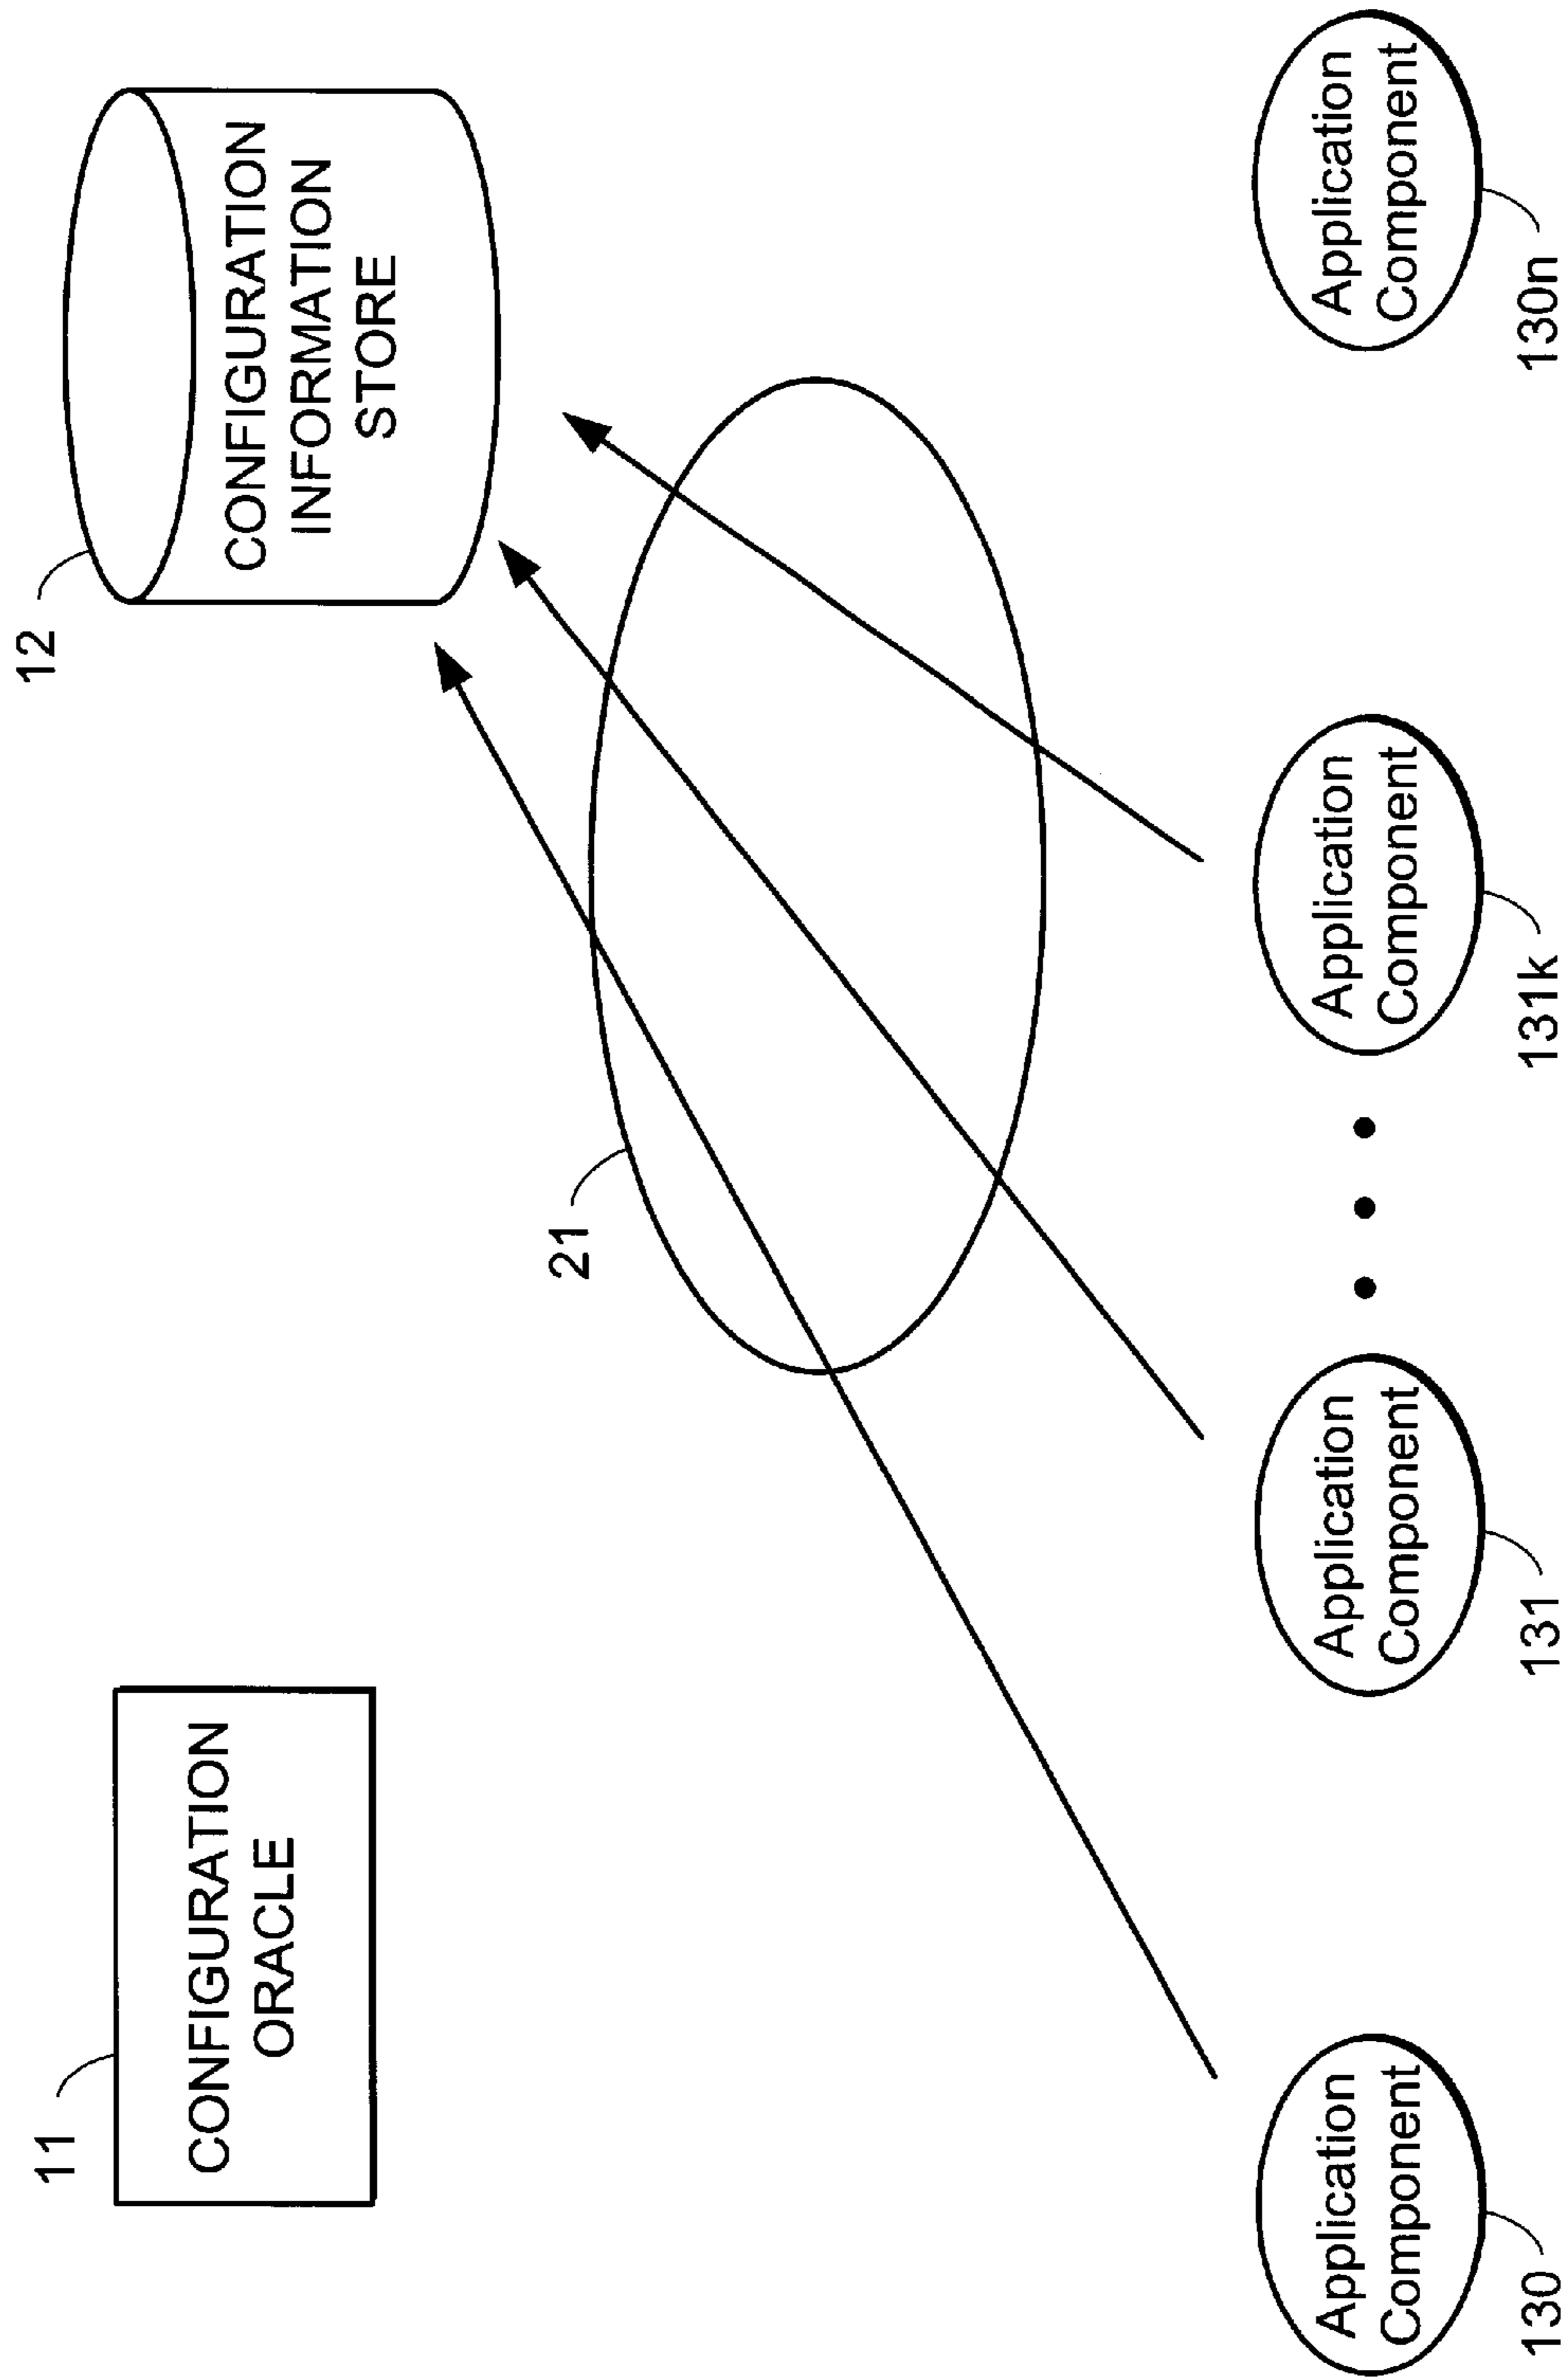 11
CONFIGURATION
ORACLE
12
CONFIGURATION
INFORMATION
STORE
21
Application
Component
130
Application
Component
131
Application
Component
131k
Application
Component
130n